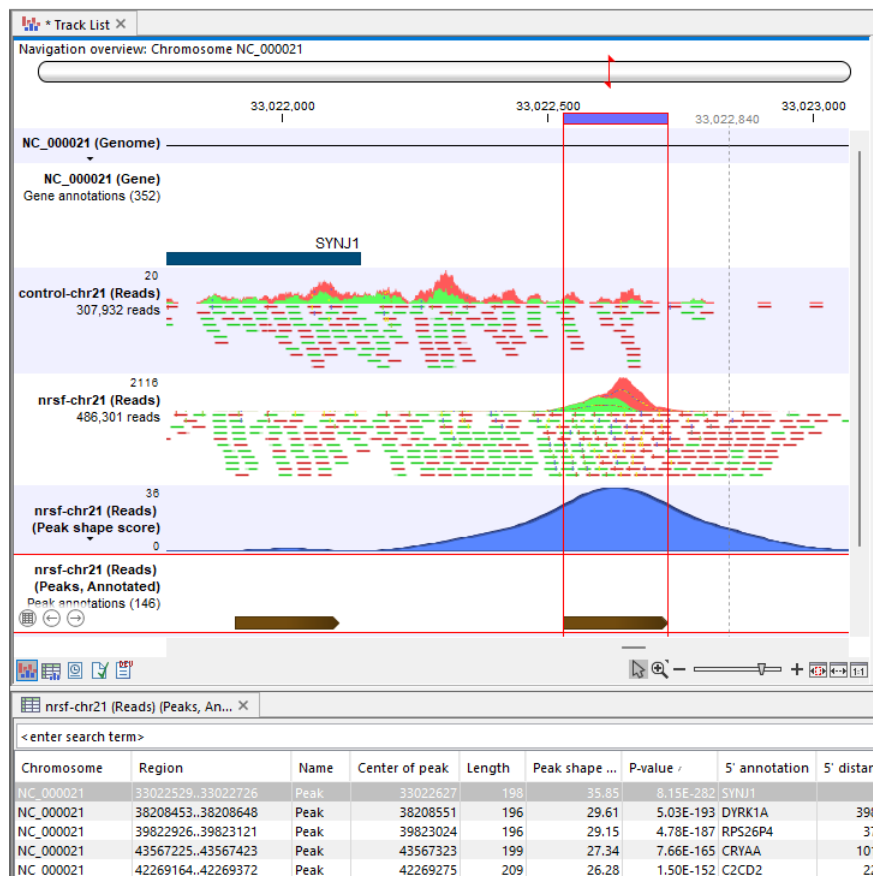 * Track List
Navigation overview: Chromosome NC_000021
33,022,000 33,022,500 33,023,000
33,022,840
NC_000021 (Genome)
NC_000021 (Gene)
Gene annotations (352)
SYNJ1
20
control-chr21 (Reads)
307,932 reads
2116
nrsf-chr21 (Reads)
486,301 reads
36
nrsf-chr21 (Reads)
(Peak shape score)
0
nrsf-chr21 (Reads)
(Peaks, Annotated)
Peak annotations (146)
1:1
nrsf-chr21 (Reads) (Peaks, An...
<enter search term>
Chromosome Region Name Center of peak Length Peak shape ... P-value 5' annotation 5' distan
NC_000021 33022529..33022726 Peak 33022627 198 35.85 8.15E-282 SYNJ1
NC_000021 38208453..38208648 Peak 38208551 196 29.61 5.03E-193 DYRK1A 398
NC_000021 39822926..39823121 Peak 39823024 196 29.15 4.78E-187 RPS26P4 37
NC_000021 43567225..43567423 Peak 43567323 199 27.34 7.66E-165 CRYAA 101
NC_000021 42269164..42269372 Peak 42269275 209 26.28 1.50E-152 C2CD2 22